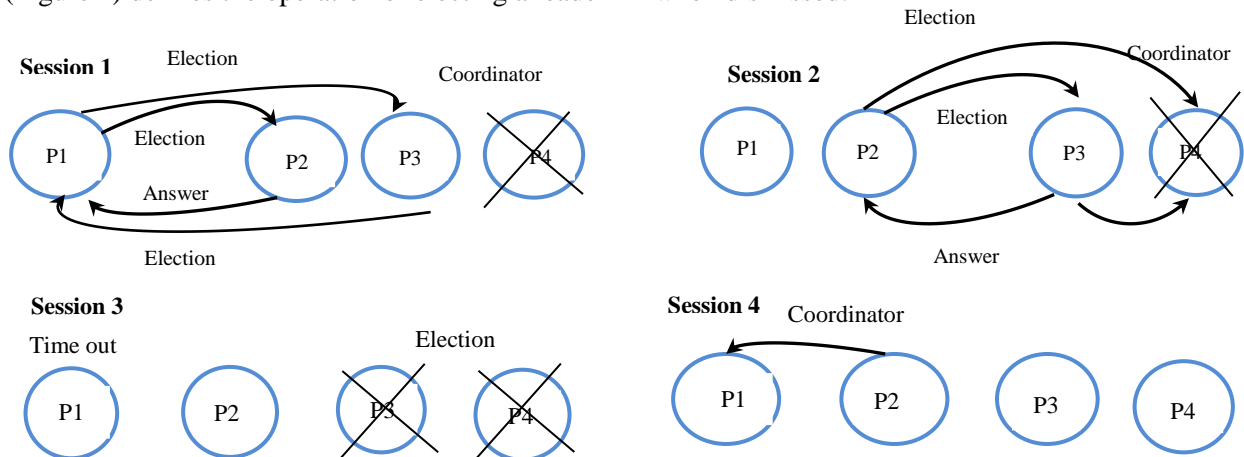 Session 1
Election
Coordinator
P1
Election
P2
P3
P4
Answer
Election
Election
Session 2
Coordinator
Election
P1
P2
P3
P4
Answer
Session 3
Time out
Election
P1
P2
P3
P4
Session 4
Coordinator
P1
P2
P3
P4